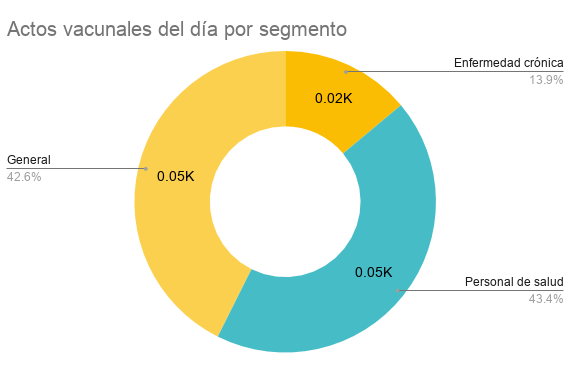 Actos vacunales del día por segmento
Enfermedad crónica
13.9%
0.02K
General
42.6%
0.05K
0.05K
Personal de salud
43.4%